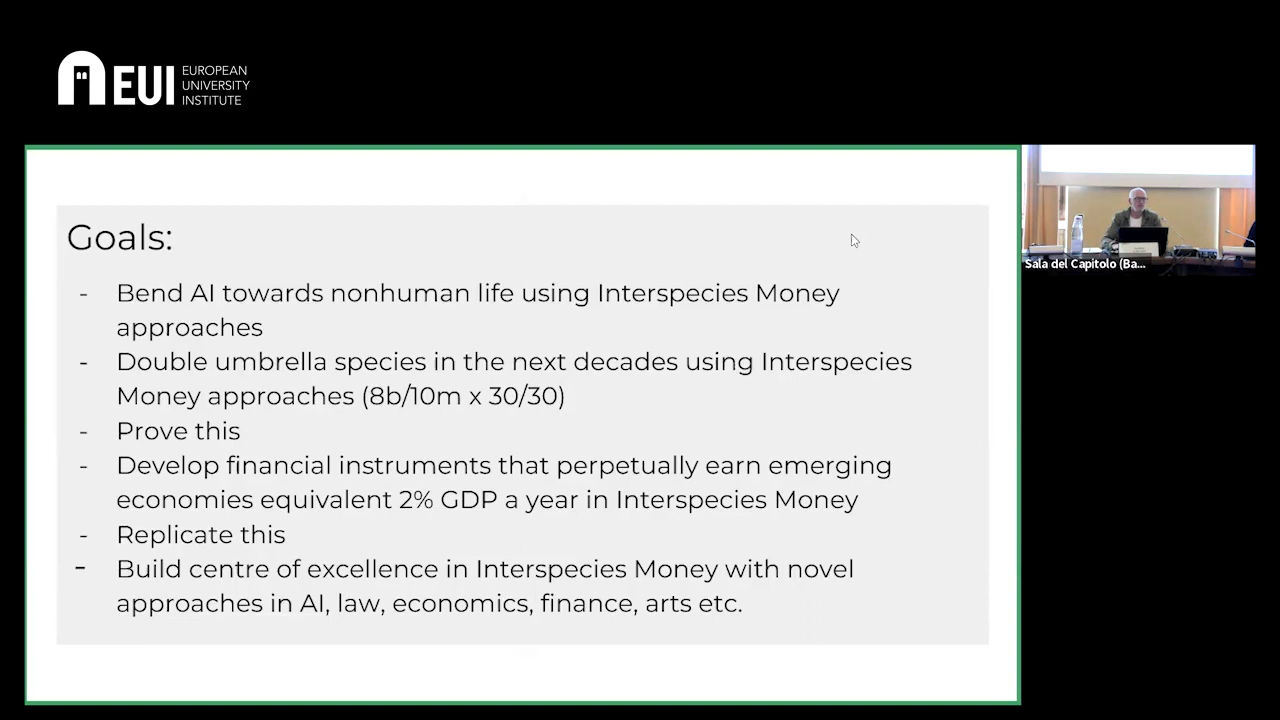 EUI
EUROPEAN
UNIVERSITY
INSTITUTE
Goals:
- Bend AI towards nonhuman life using Interspecies Money
approaches
- Double umbrella species in the next decades using Interspecies
Money approaches (8b/10m x 30/30)
- Prove this
- Develop financial instruments that perpetually earn emerging
economies equivalent 2% GDP a year in Interspecies Money
- Replicate this
- Build centre of excellence in Interspecies Money with novel
approaches in AI, law, economics, finance, arts etc.
Sala del Capitolo (Ba...